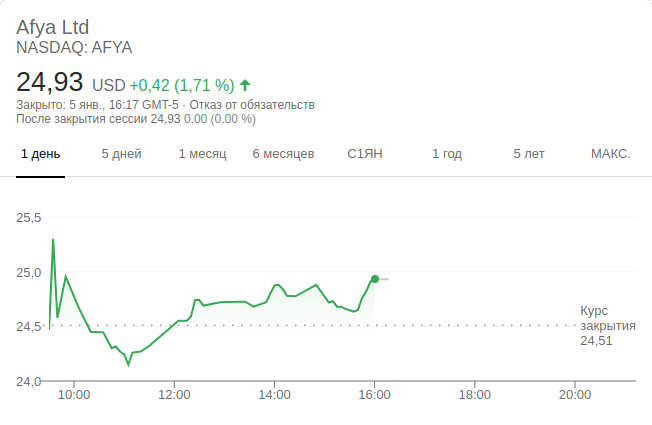 Afya Ltd
NASDAQ: AFYA
24,93 USD +0,42 (1,71 %)
Закрыто: 5 янв., 16:17 GMT-5 · Отказ от обязательств
После закрытия сессии 24,93 0,00 (0,00 %)
1 день 5 дней 1 месяц 6 месяцев С1ЯН 1 год 5 лет МАКС.
25,5
25,0
24,5
24,0
Курс
закрытия
24,51
10:00 12:00 14:00 16:00 18:00 20:00